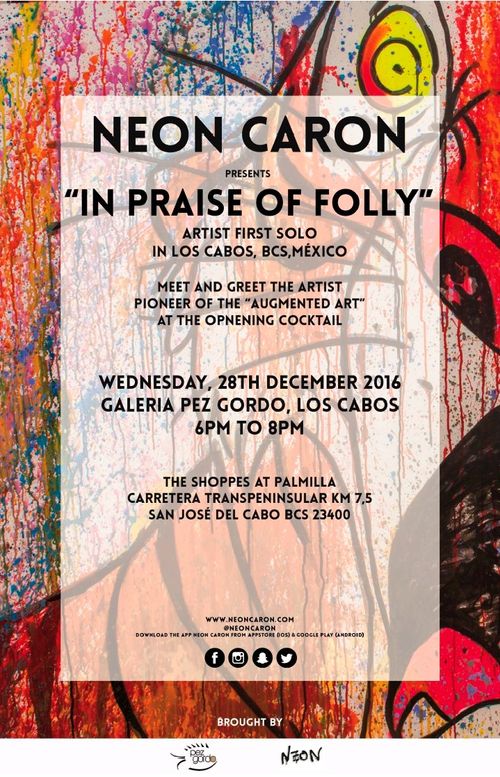 NEON CARON
PRESENTS
“IN PRAISE OF FOLLY”
ARTIST FIRST SOLO
IN LOS CABOS, BCS,MÉXICO
MEET AND GREET THE ARTIST
PIONEER OF THE “AUGMENTED ART”
AT THE OPNENING COCKTAIL
WEDNESDAY, 28TH DECEMBER 2016
GALERIA PEZ GORDO, LOS CABOS
6PM TO 8PM
THE SHOPPES AT PALMILLA
CARRETERA TRANSPENINSULAR KM 7,5
SAN JOSÉ DEL CABO BCS 23400
WWW.NEONCARON.COM
@NEONCARON
DOWNLOAD THE APP NEON CARON FROM APPSTORE (IOS) & GOOGLE PLAY (ANDROID)
BROUGHT BY
pez
gordo
NEON